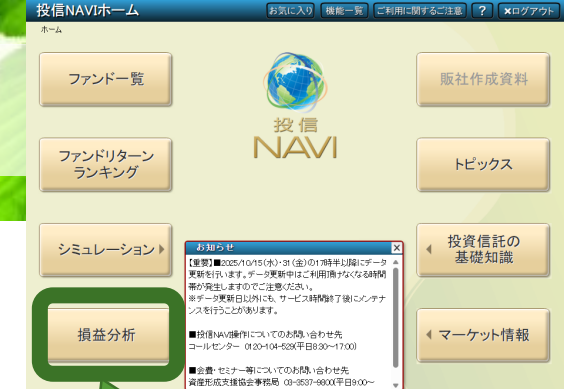 投信NAVIホーム
お気に入り 機能一覧 ご利用に関するご注意 ? ×ログアウト
ホーム
ファンド一覧
販社作成資料
投信
NAVI
ファンドリターン
ランキング
トピックス
シミュレーション
投資信託の
基礎知識
お知らせ ×
【重要】■2025/10/15(水)・31(金)の17時半以降にデータ
更新を行います。データ更新中はご利用頂けなくなる時間
帯が発生しますのでご注意ください。
※データ更新日以外にも、サービス時間終了後にメンテナ
ンスを行うことがあります。
■投信NAVI操作についてのお問い合わせ先
コールセンター 0120-104-529(平日8:30~17:00)
■会費・セミナー等についてのお問い合わせ先
資産形成支援協会事務局 03-3537-9800(平日9:00~
損益分析
マーケット情報